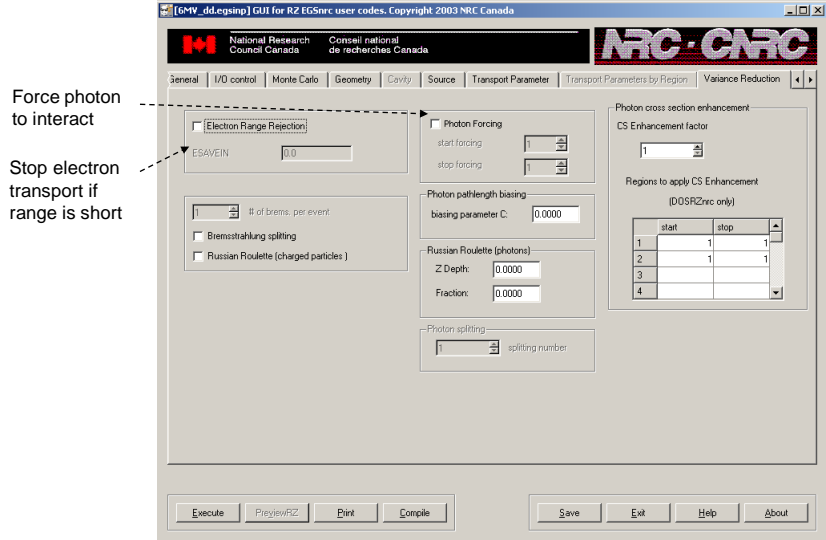 [6MV_dd.egsinp] GUI for RZ EGSnrc user codes. Copyright 2003 NRC Canada
National Research Council Canada
Conseil national de recherches Canada
NRC · CNRC
General I/O control Monte Carlo Geometry Cavity Source Transport Parameter Transport Parameters by Region Variance Reduction
Force photon
to interact
Stop electron
transport if
range is short
Electron Range Rejection
ESAVEIN 0.0
1 # of brems. per event
Bremsstrahlung splitting
Russian Roulette (charged particles )
Photon Forcing
start forcing 1
stop forcing 1
Photon pathlength biasing
biasing parameter C: 0.0000
Russian Roulette (photons)
Z Depth: 0.0000
Fraction: 0.0000
Photon splitting
1 splitting number
Photon cross section enhancement
CS Enhancement factor
1
Regions to apply CS Enhancement
(DOSRZnrc only)
start stop
1 1 1
2 1 1
3
4
Execute PreviewRZ Print Compile Save Exit Help About